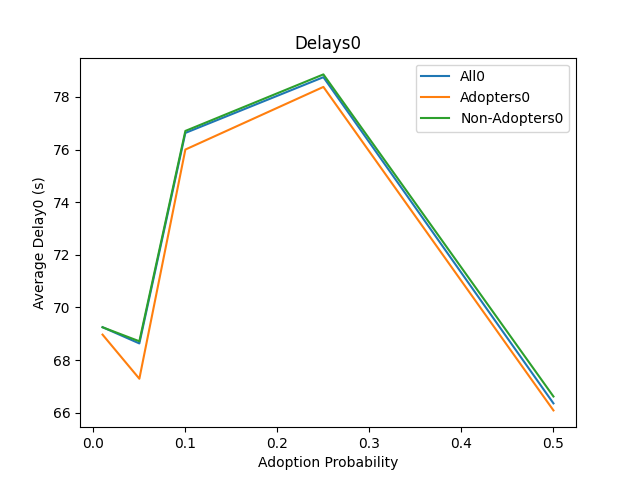 Delays0
All0
Adopters0
Non-Adopters0
Average Delay0 (s)
78
76
74
72
70
68
66
0.0
0.1
0.2
0.3
0.4
0.5
Adoption Probability